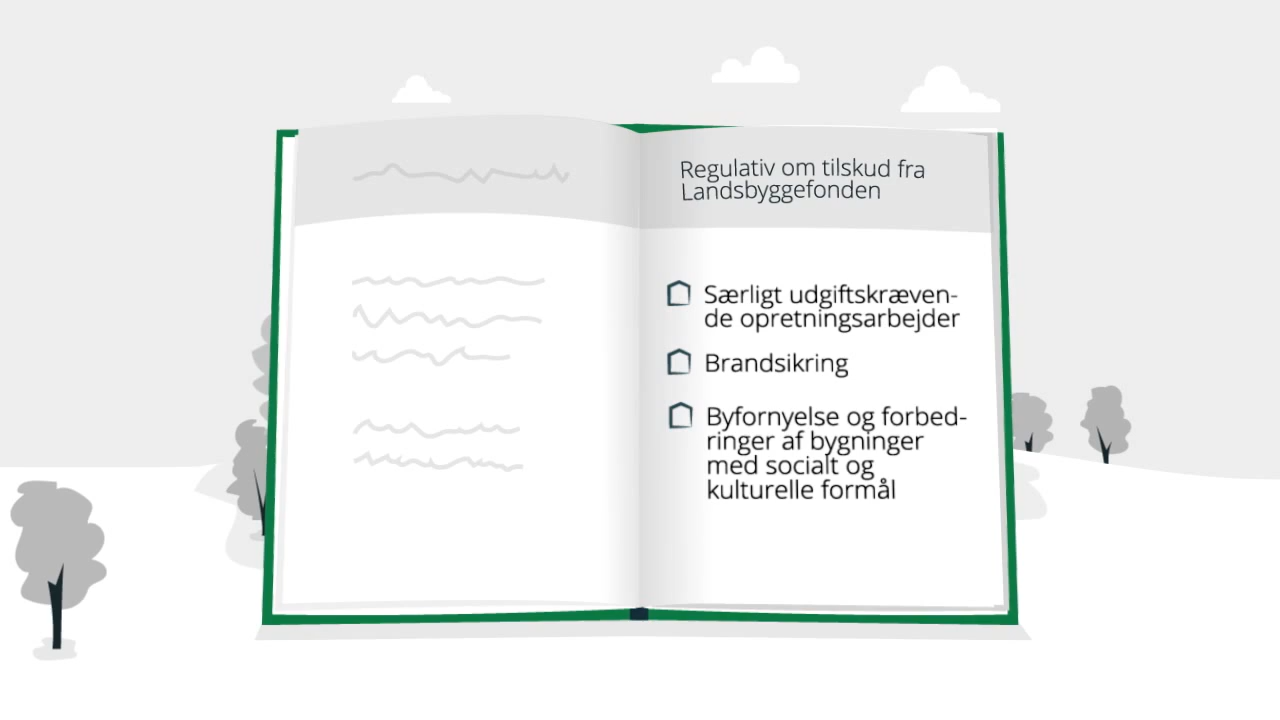 Regulativ om tilskud fra
Landsbyggefonden
Særligt udgiftskræven-
de opretningsarbejder
Brandsikring
Byfornyelse og forbed-
ringer af bygninger
med socialt og
kulturelle formål